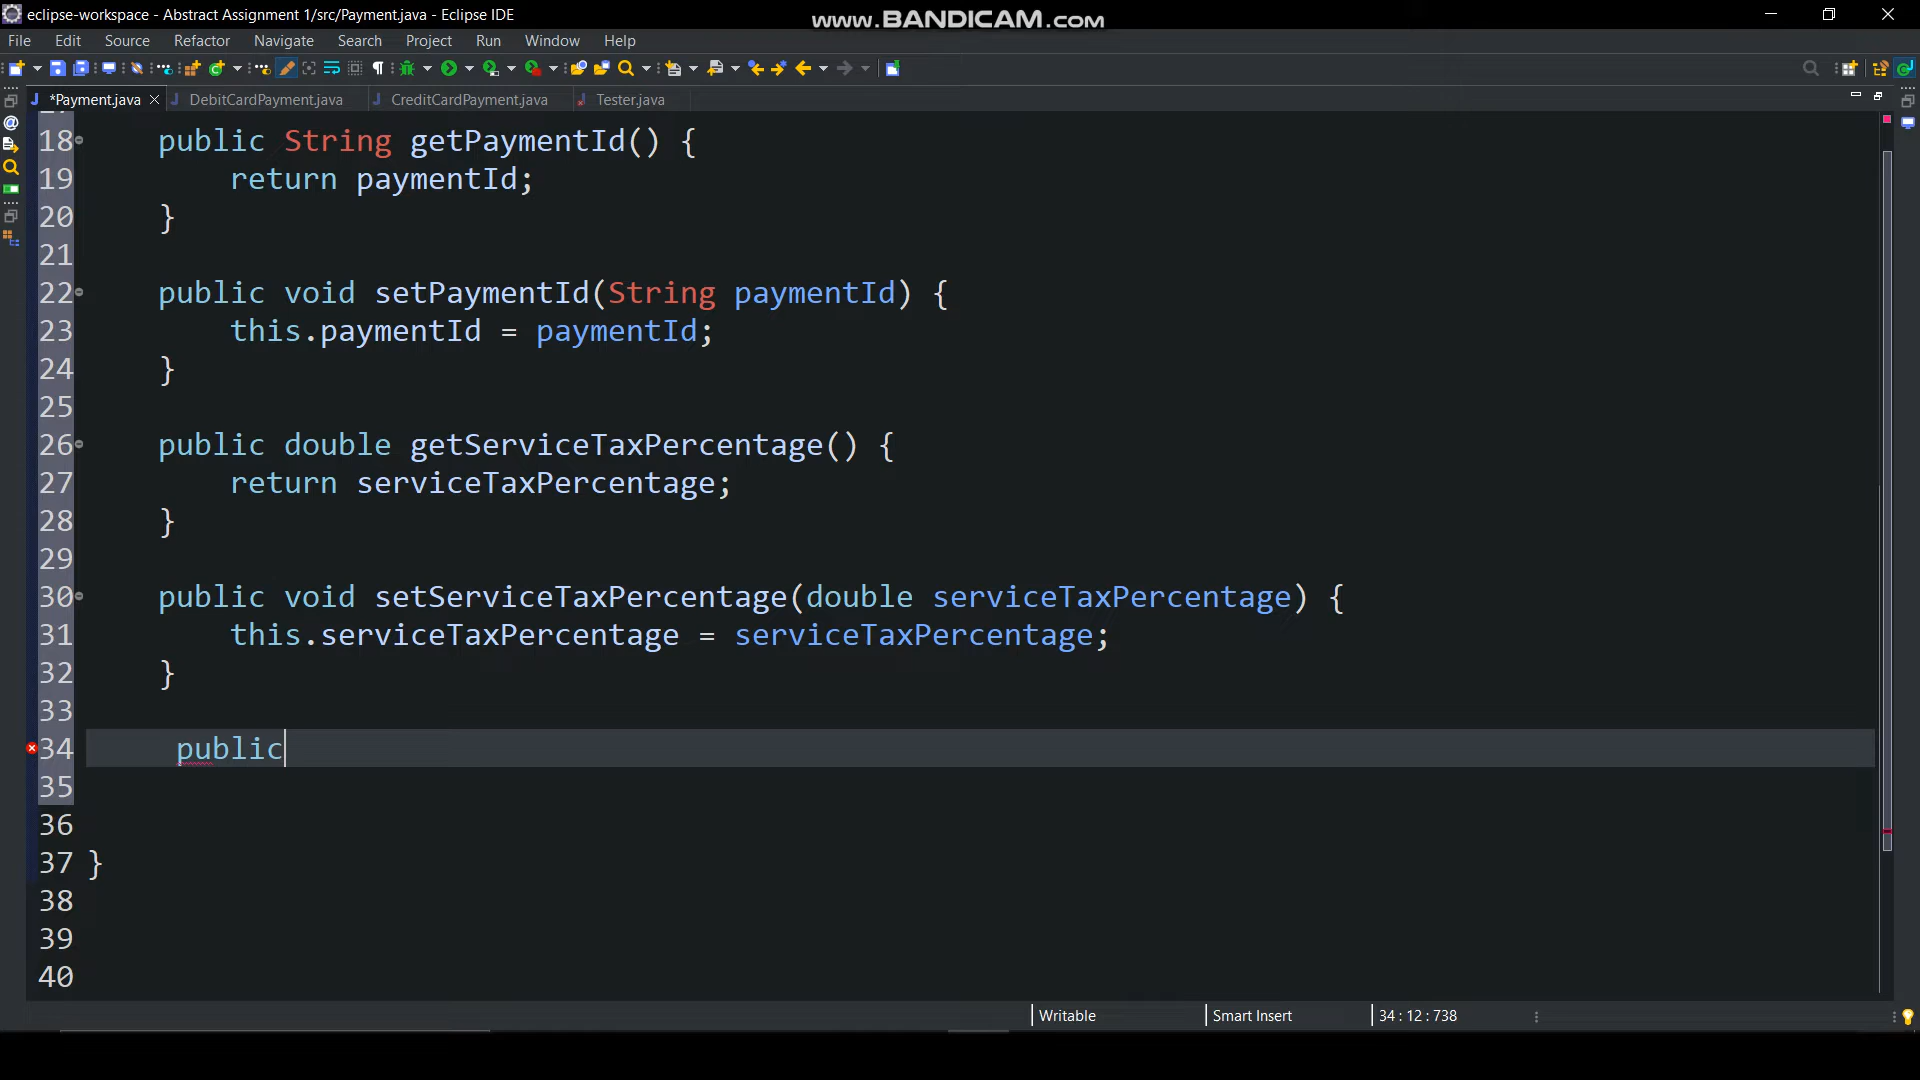 eclipse-workspace - Abstract Assignment 1/src/Payment.java - Eclipse IDE
www.BANDICAM.com
File Edit Source Refactor Navigate Search Project Run Window Help
*Payment.java DebitCardPayment.java CreditCardPayment.java Tester.java
18 public String getPaymentId() {
19 return paymentId;
20 }
21
22 public void setPaymentId(String paymentId) {
23 this.paymentId = paymentId;
24 }
25
26 public double getServiceTaxPercentage() {
27 return serviceTaxPercentage;
28 }
29
30 public void setServiceTaxPercentage(double serviceTaxPercentage) {
31 this.serviceTaxPercentage = serviceTaxPercentage;
32 }
33
34 public
35
36
37 }
38
39
40
Writable Smart Insert 34 : 12 : 738